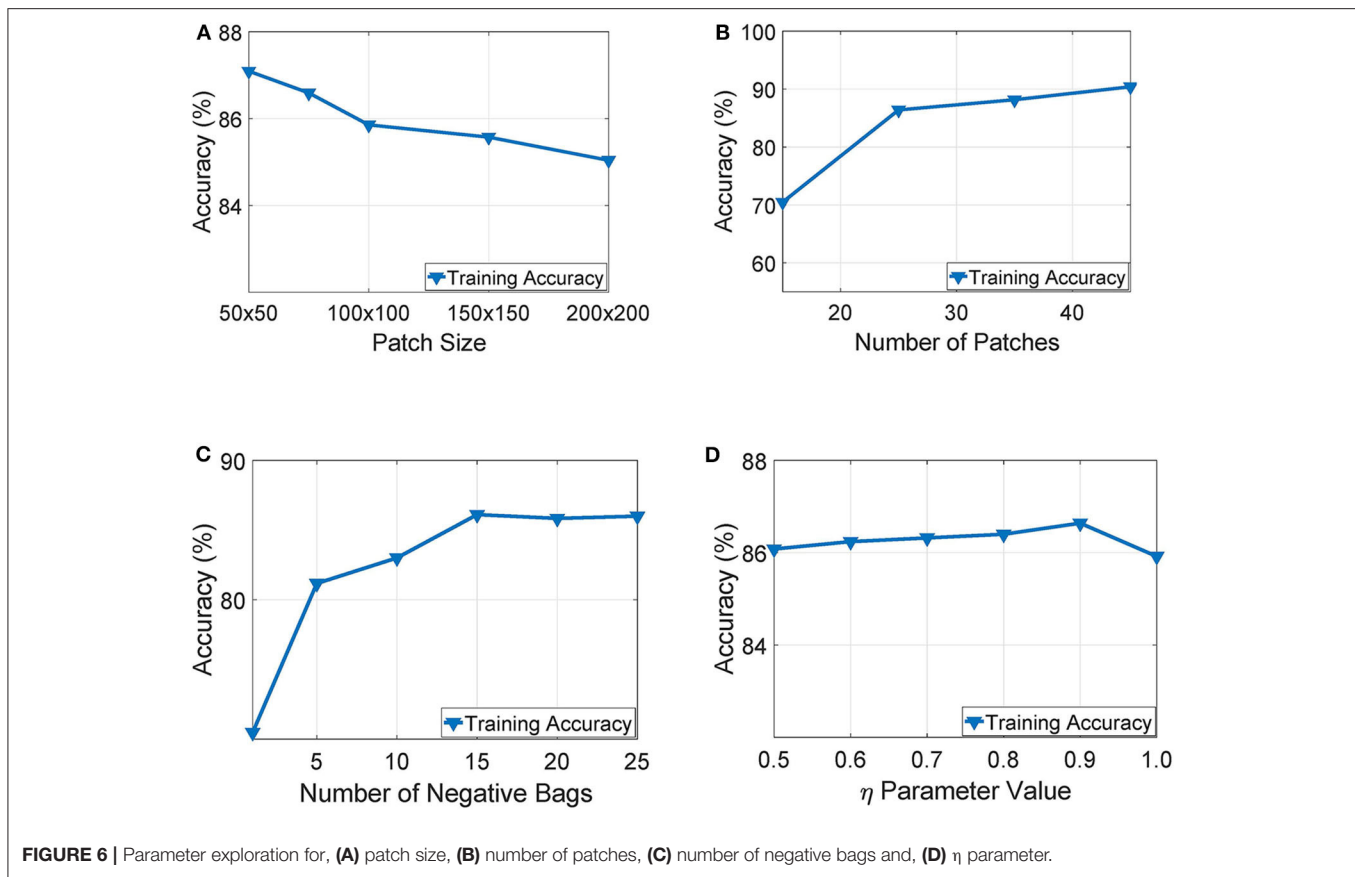 A
88
86
84
Accuracy (%)
Training Accuracy
50x50 100x100 150x150 200x200
Patch Size
B
100
90
80
70
60
Accuracy (%)
Training Accuracy
20 30 40
Number of Patches
C
90
80
Accuracy (%)
Training Accuracy
5 10 15 20 25
Number of Negative Bags
D
88
86
84
Accuracy (%)
Training Accuracy
0.5 0.6 0.7 0.8 0.9 1.0
η Parameter Value
FIGURE 6 | Parameter exploration for, (A) patch size, (B) number of patches, (C) number of negative bags and, (D) η parameter.